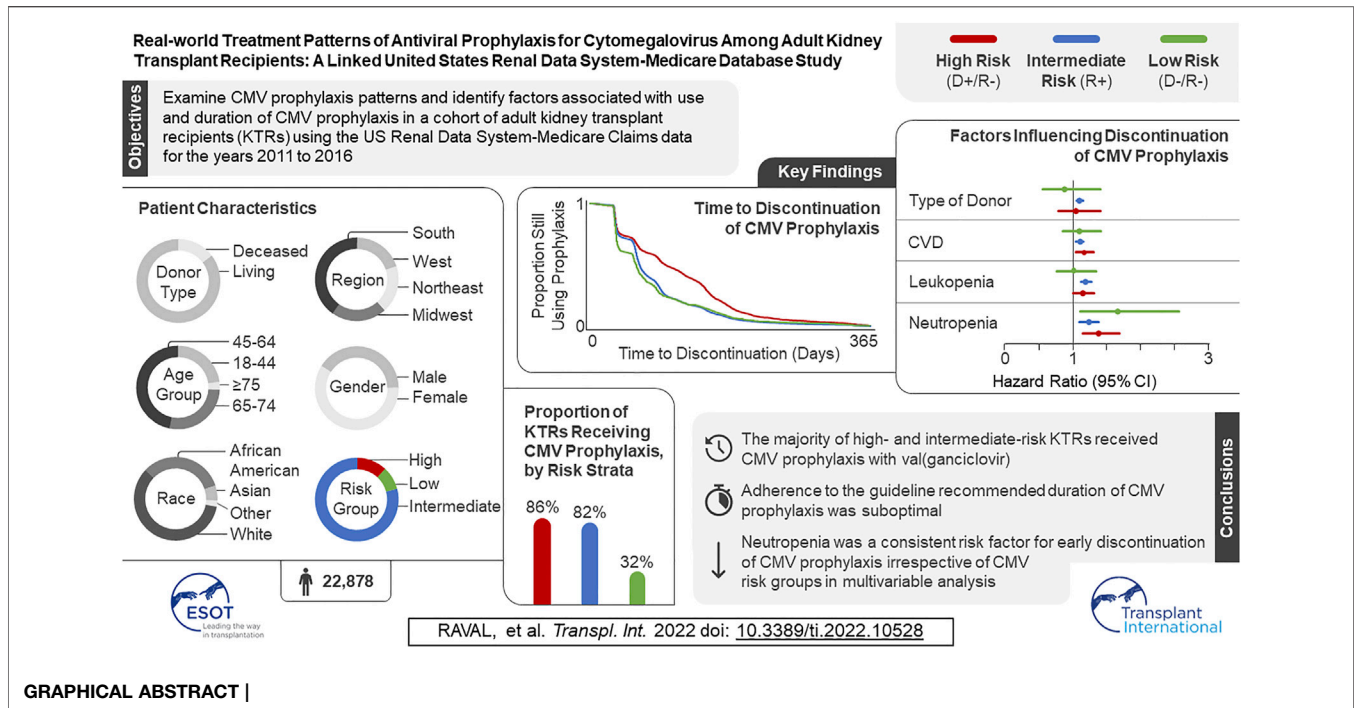 Real-world Treatment Patterns of Antiviral Prophylaxis for Cytomegalovirus Among Adult Kidney
Transplant Recipients: A Linked United States Renal Data System-Medicare Database Study
High Risk
(D+/R-)
Intermediate
Risk (R+)
Low Risk
(D-/R-)
Objectives
Examine CMV prophylaxis patterns and identify factors associated with use
and duration of CMV prophylaxis in a cohort of adult kidney transplant
recipients (KTRs) using the US Renal Data System-Medicare Claims data
for the years 2011 to 2016
Patient Characteristics
Donor
Type
Deceased
Living
Region
South
West
Northeast
Midwest
Age
Group
45-64
18-44
≥75
65-74
Gender
Male
Female
Race
African
American
Asian
Other
White
Risk
Group
High
Low
Intermediate
22,878
Key Findings
Time to Discontinuation
of CMV Prophylaxis
Proportion Still
Using Prophylaxis
1
0
0
365
Time to Discontinuation (Days)
Proportion of
KTRs Receiving
CMV Prophylaxis,
by Risk Strata
86%
82%
32%
Factors Influencing Discontinuation
of CMV Prophylaxis
Type of Donor
CVD
Leukopenia
Neutropenia
0
1
3
Hazard Ratio (95% CI)
Conclusions
The majority of high- and intermediate-risk KTRs received
CMV prophylaxis with val(ganciclovir)
Adherence to the guideline recommended duration of CMV
prophylaxis was suboptimal
Neutropenia was a consistent risk factor for early discontinuation
of CMV prophylaxis irrespective of CMV
risk groups in multivariable analysis
ESOT
Leading the way
in transplantation
RAVAL, et al. Transpl. Int. 2022 doi: 10.3389/ti.2022.10528
Transplant
International
GRAPHICAL ABSTRACT |